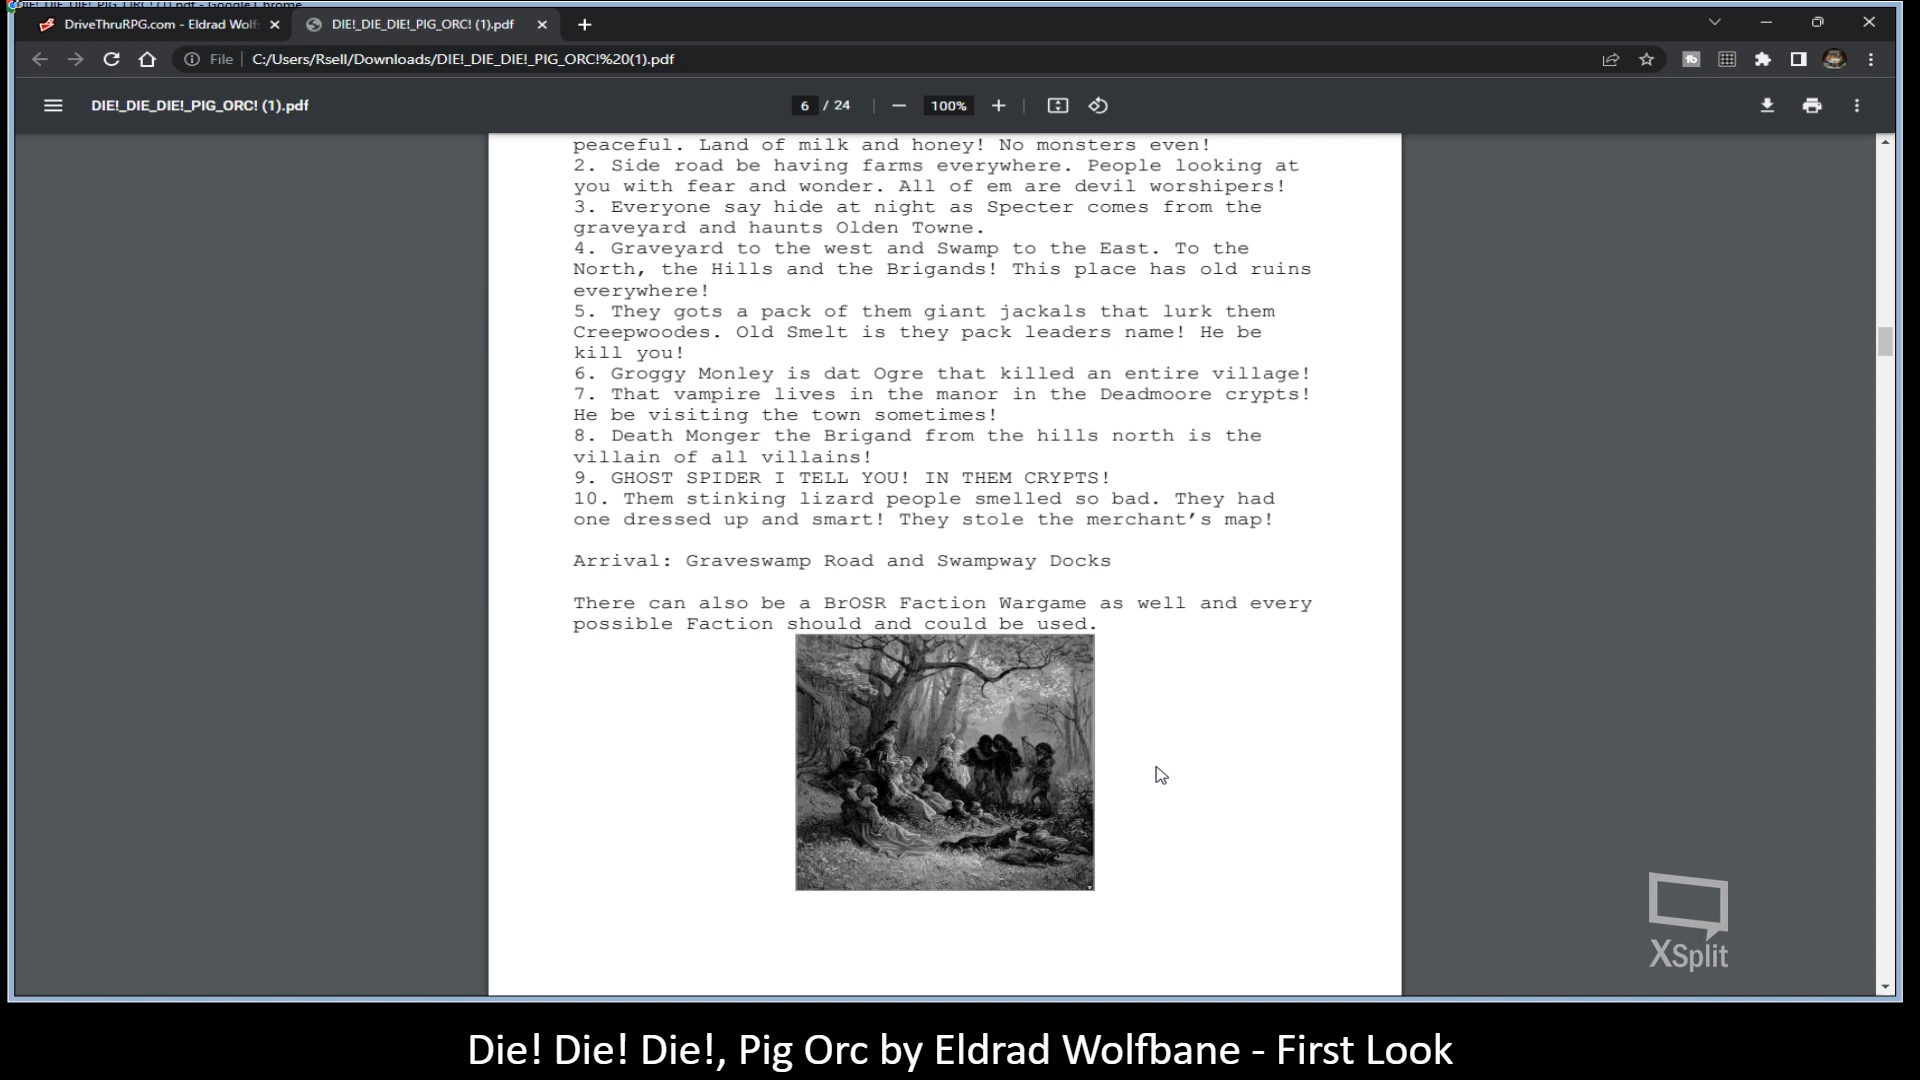 DIE!_DIE_DIE!_PIG_ORC! (1).pdf - Google Chrome
DriveThruRPG.com - Eldrad Wolf
DIE!_DIE_DIE!_PIG_ORC! (1).pdf
File
C:/Users/Rsell/Downloads/DIE!_DIE_DIE!_PIG_ORC!%20(1).pdf
DIE!_DIE_DIE!_PIG_ORC! (1).pdf
6 / 24
100%
peaceful. Land of milk and honey! No monsters even!
2. Side road be having farms everywhere. People looking at
you with fear and wonder. All of em are devil worshipers!
3. Everyone say hide at night as Specter comes from the
graveyard and haunts Olden Towne.
4. Graveyard to the west and Swamp to the East. To the
North, the Hills and the Brigands! This place has old ruins
everywhere!
5. They gots a pack of them giant jackals that lurk them
Creepwoodes. Old Smelt is they pack leaders name! He be
kill you!
6. Groggy Monley is dat Ogre that killed an entire village!
7. That vampire lives in the manor in the Deadmoore crypts!
He be visiting the town sometimes!
8. Death Monger the Brigand from the hills north is the
villain of all villains!
9. GHOST SPIDER I TELL YOU! IN THEM CRYPTS!
10. Them stinking lizard people smelled so bad. They had
one dressed up and smart! They stole the merchant’s map!
Arrival: Graveswamp Road and Swampway Docks
There can also be a BrOSR Faction Wargame as well and every
possible Faction should and could be used.
XSplit
Die! Die! Die!, Pig Orc by Eldrad Wolfbane - First Look